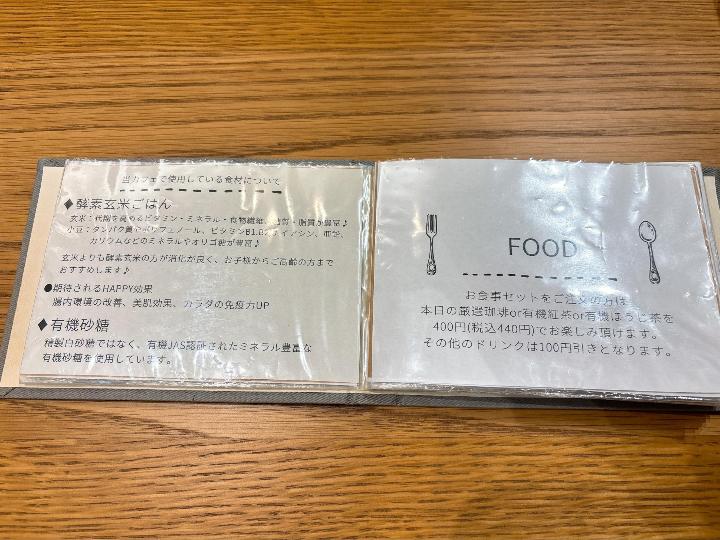 当カフェで使用している食材について
◆酵素玄米ごはん
玄米：代謝を高めるビタミン・ミネラル・食物繊維、 質・脂質が豊富♪
小豆：タンパク質やポリフェノール、ビタミンB1.B2.ナイアシン、亜鉛、
カリウムなどのミネラルやオリゴ糖が豊富♪
玄米よりも酵素玄米の方が消化が良く、お子様からご高齢の方まで
おすすめします♪
●期待されるHAPPY効果
腸内環境の改善、美肌効果、カラダの免疫力UP
◆有機砂糖
精製白砂糖ではなく、有機JAS認証されたミネラル豊富な
有機砂糖を使用しています。
FOOD
お食事セットをご注文の方は
本日の厳選珈琲or有機紅茶or有機ほうじ茶を
400円(税込440円)でお楽しみ頂けます。
その他のドリンクは100円引きとなります。